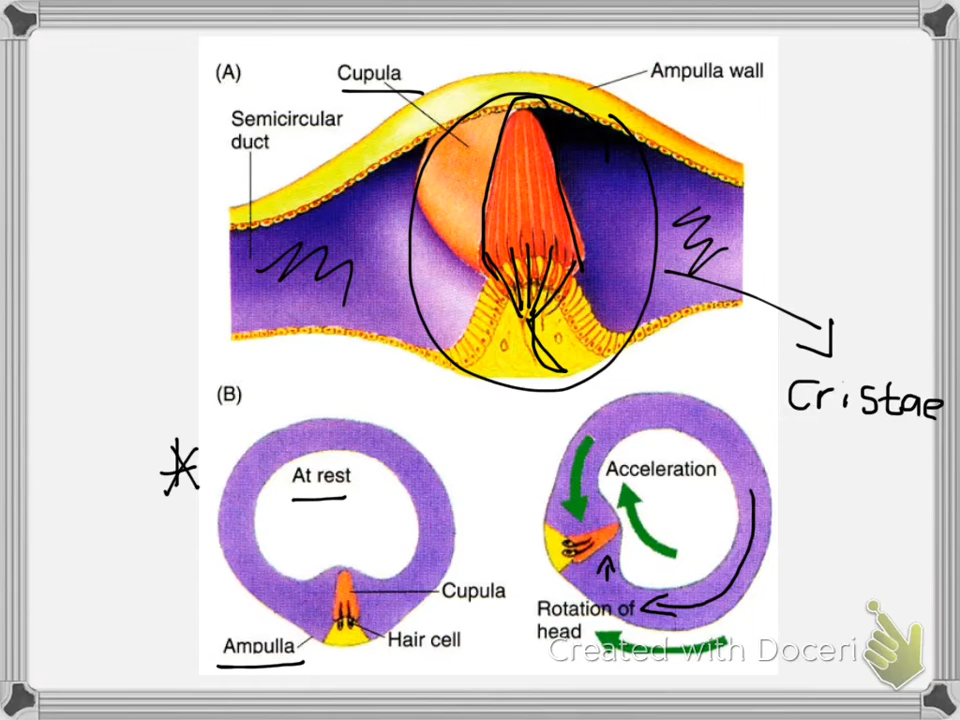 (A)
Cupula
Ampulla wall
Semicircular
duct
Cristae
(B)
At rest
Acceleration
Cupula
Rotation of
head
Hair cell
Ampulla
Created with Doceri